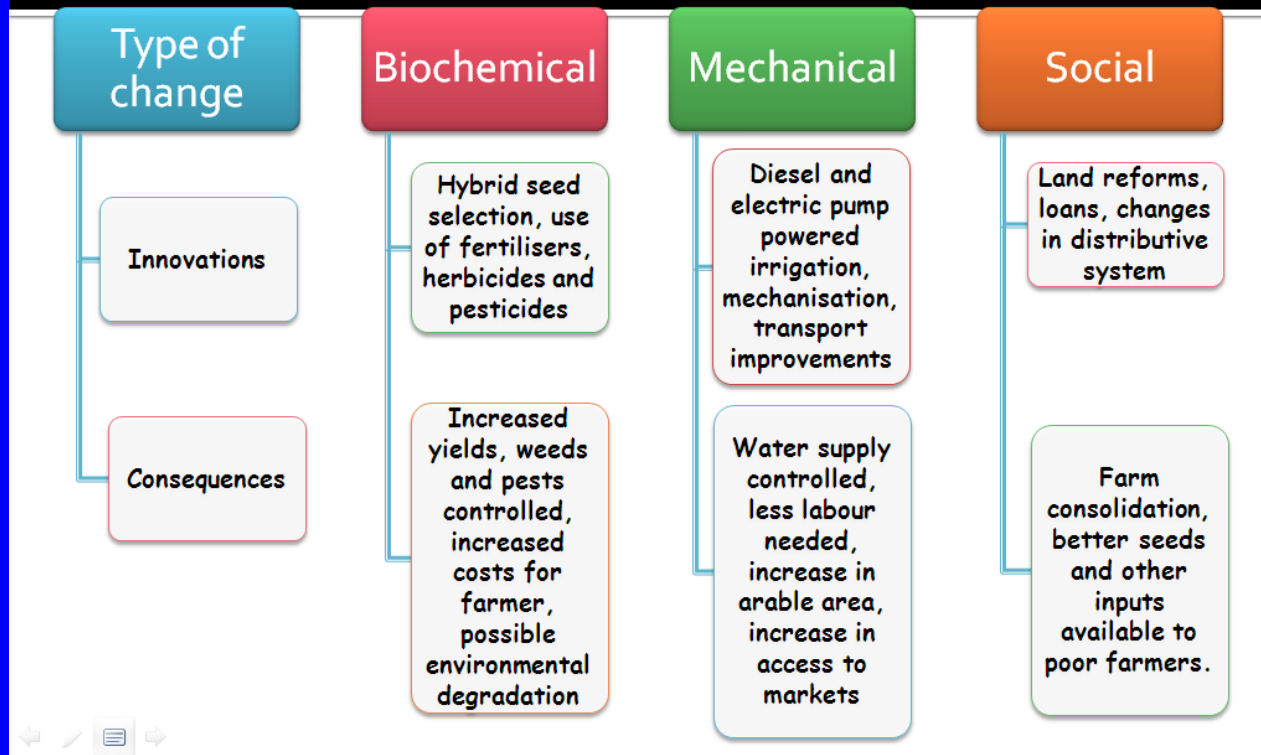 Type of
change
Innovations
Consequences
Biochemical
Hybrid seed
selection, use
of fertilisers,
herbicides and
pesticides
Increased
yields, weeds
and pests
controlled,
increased
costs for
farmer,
possible
environmental
degradation
Mechanical
Diesel and
electric pump
powered
irrigation,
mechanisation,
transport
improvements
Water supply
controlled,
less labour
needed,
increase in
arable area,
increase in
access to
markets
Social
Land reforms,
loans, changes
in distributive
system
Farm
consolidation,
better seeds
and other
inputs
available to
poor farmers.